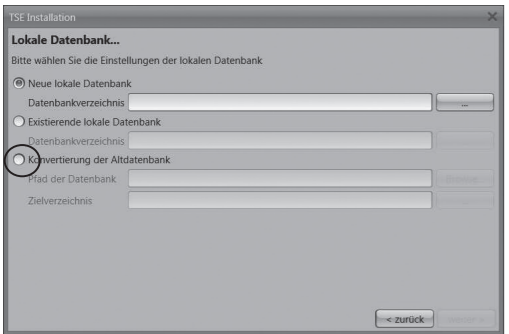 TSE Installation
Lokale Datenbank...
Bitte wählen Sie die Einstellungen der lokalen Datenbank
Neue lokale Datenbank
Datenbankverzeichnis ...
Existierende lokale Datenbank
Datenbankverzeichnis
Konvertierung der Altdatenbank
Pfad der Datenbank
Zielverzeichnis ...
< zurück